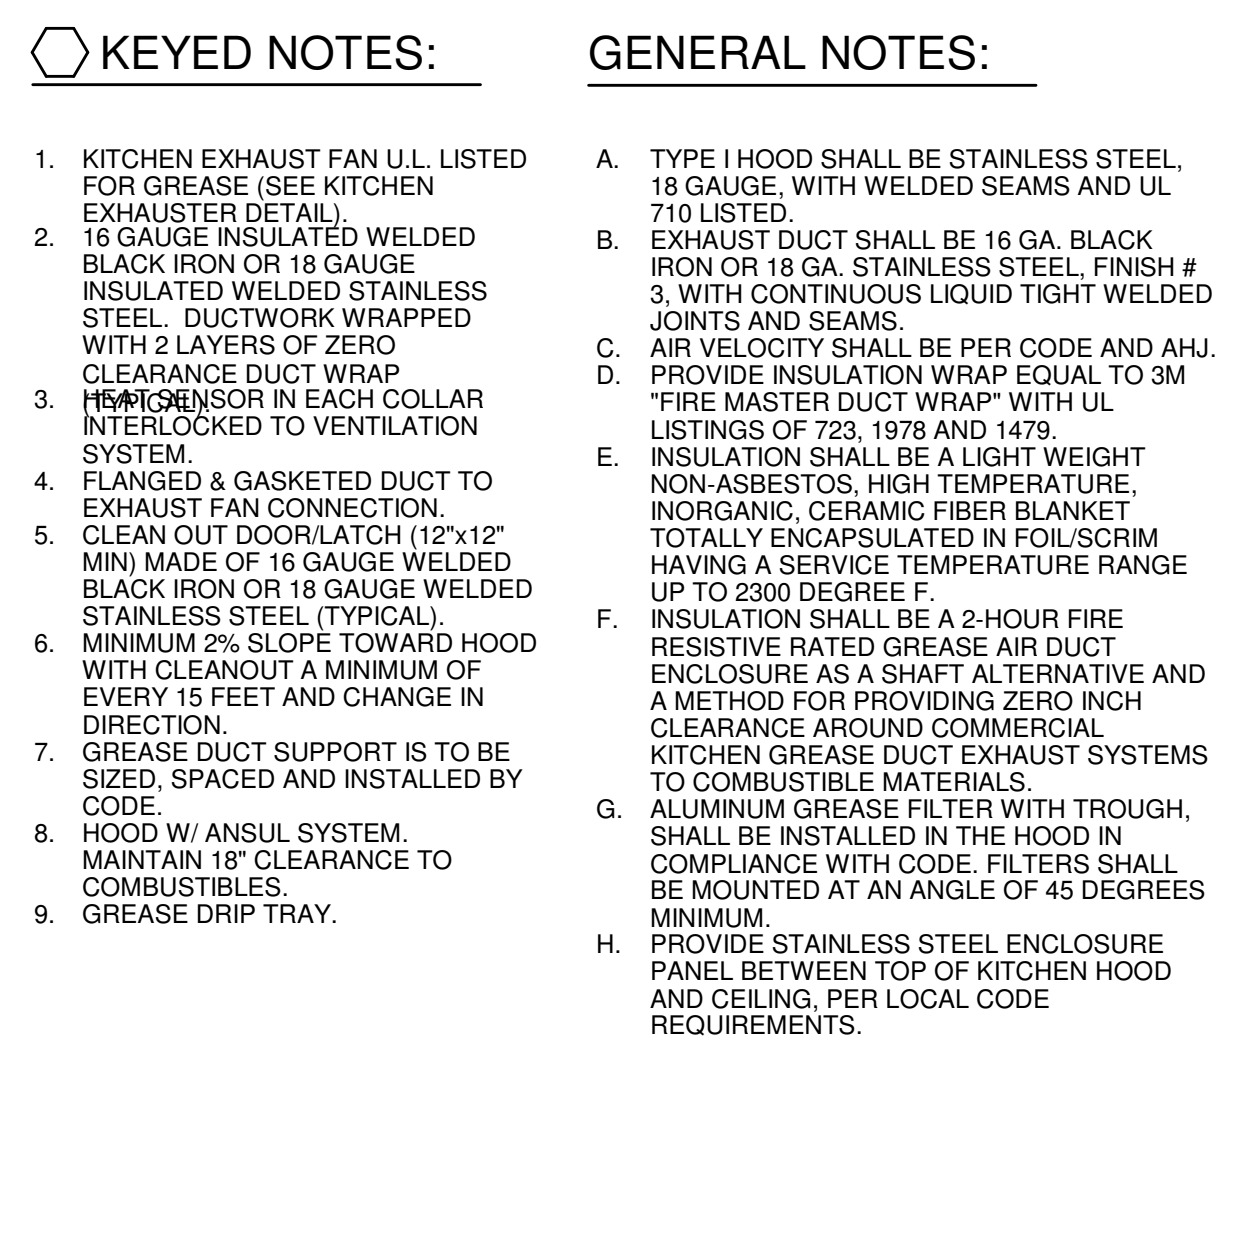 KEYED NOTES:
1. KITCHEN EXHAUST FAN U.L. LISTED
FOR GREASE (SEE KITCHEN
EXHAUSTER DETAIL).
2. 16 GAUGE INSULATED WELDED
BLACK IRON OR 18 GAUGE
INSULATED WELDED STAINLESS
STEEL. DUCTWORK WRAPPED
WITH 2 LAYERS OF ZERO
CLEARANCE DUCT WRAP
(TYPICAL).
3. HEAT SENSOR IN EACH COLLAR
INTERLOCKED TO VENTILATION
SYSTEM.
4. FLANGED & GASKETED DUCT TO
EXHAUST FAN CONNECTION.
5. CLEAN OUT DOOR/LATCH (12"x12"
MIN) MADE OF 16 GAUGE WELDED
BLACK IRON OR 18 GAUGE WELDED
STAINLESS STEEL (TYPICAL).
6. MINIMUM 2% SLOPE TOWARD HOOD
WITH CLEANOUT A MINIMUM OF
EVERY 15 FEET AND CHANGE IN
DIRECTION.
7. GREASE DUCT SUPPORT IS TO BE
SIZED, SPACED AND INSTALLED BY
CODE.
8. HOOD W/ ANSUL SYSTEM.
MAINTAIN 18" CLEARANCE TO
COMBUSTIBLES.
9. GREASE DRIP TRAY.
GENERAL NOTES:
A. TYPE I HOOD SHALL BE STAINLESS STEEL,
18 GAUGE, WITH WELDED SEAMS AND UL
710 LISTED.
B. EXHAUST DUCT SHALL BE 16 GA. BLACK
IRON OR 18 GA. STAINLESS STEEL, FINISH #
3, WITH CONTINUOUS LIQUID TIGHT WELDED
JOINTS AND SEAMS.
C. AIR VELOCITY SHALL BE PER CODE AND AHJ.
D. PROVIDE INSULATION WRAP EQUAL TO 3M
"FIRE MASTER DUCT WRAP" WITH UL
LISTINGS OF 723, 1978 AND 1479.
E. INSULATION SHALL BE A LIGHT WEIGHT
NON-ASBESTOS, HIGH TEMPERATURE,
INORGANIC, CERAMIC FIBER BLANKET
TOTALLY ENCAPSULATED IN FOIL/SCRIM
HAVING A SERVICE TEMPERATURE RANGE
UP TO 2300 DEGREE F.
F. INSULATION SHALL BE A 2-HOUR FIRE
RESISTIVE RATED GREASE AIR DUCT
ENCLOSURE AS A SHAFT ALTERNATIVE AND
A METHOD FOR PROVIDING ZERO INCH
CLEARANCE AROUND COMMERCIAL
KITCHEN GREASE DUCT EXHAUST SYSTEMS
TO COMBUSTIBLE MATERIALS.
G. ALUMINUM GREASE FILTER WITH TROUGH,
SHALL BE INSTALLED IN THE HOOD IN
COMPLIANCE WITH CODE. FILTERS SHALL
BE MOUNTED AT AN ANGLE OF 45 DEGREES
MINIMUM.
H. PROVIDE STAINLESS STEEL ENCLOSURE
PANEL BETWEEN TOP OF KITCHEN HOOD
AND CEILING, PER LOCAL CODE
REQUIREMENTS.